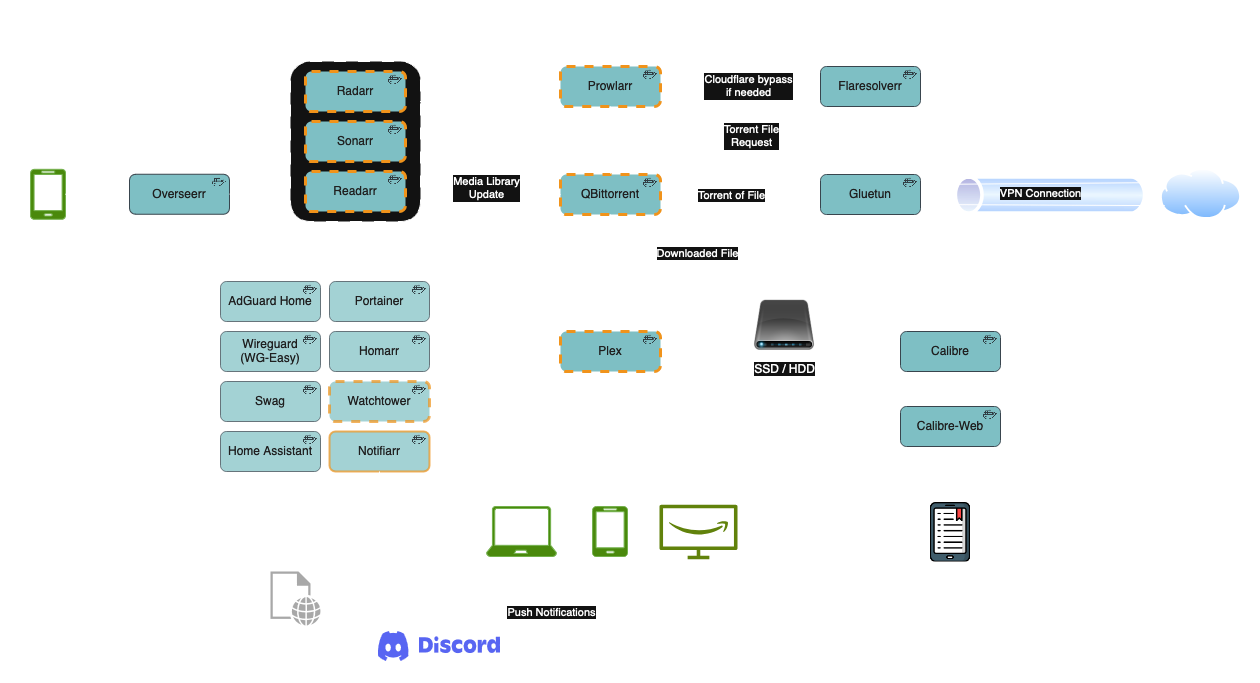 Radarr
Prowlarr
Cloudflare bypass
if needed
Flaresolverr
Sonarr
Torrent File
Request
Overseerr
Readarr
Media Library
Update
QBittorrent
Torrent of File
Gluetun
VPN Connection
Downloaded File
AdGuard Home
Portainer
Wireguard
(WG-Easy)
Homarr
Plex
SSD / HDD
Calibre
Swag
Watchtower
Calibre-Web
Home Assistant
Notifiarr
Push Notifications
Discord